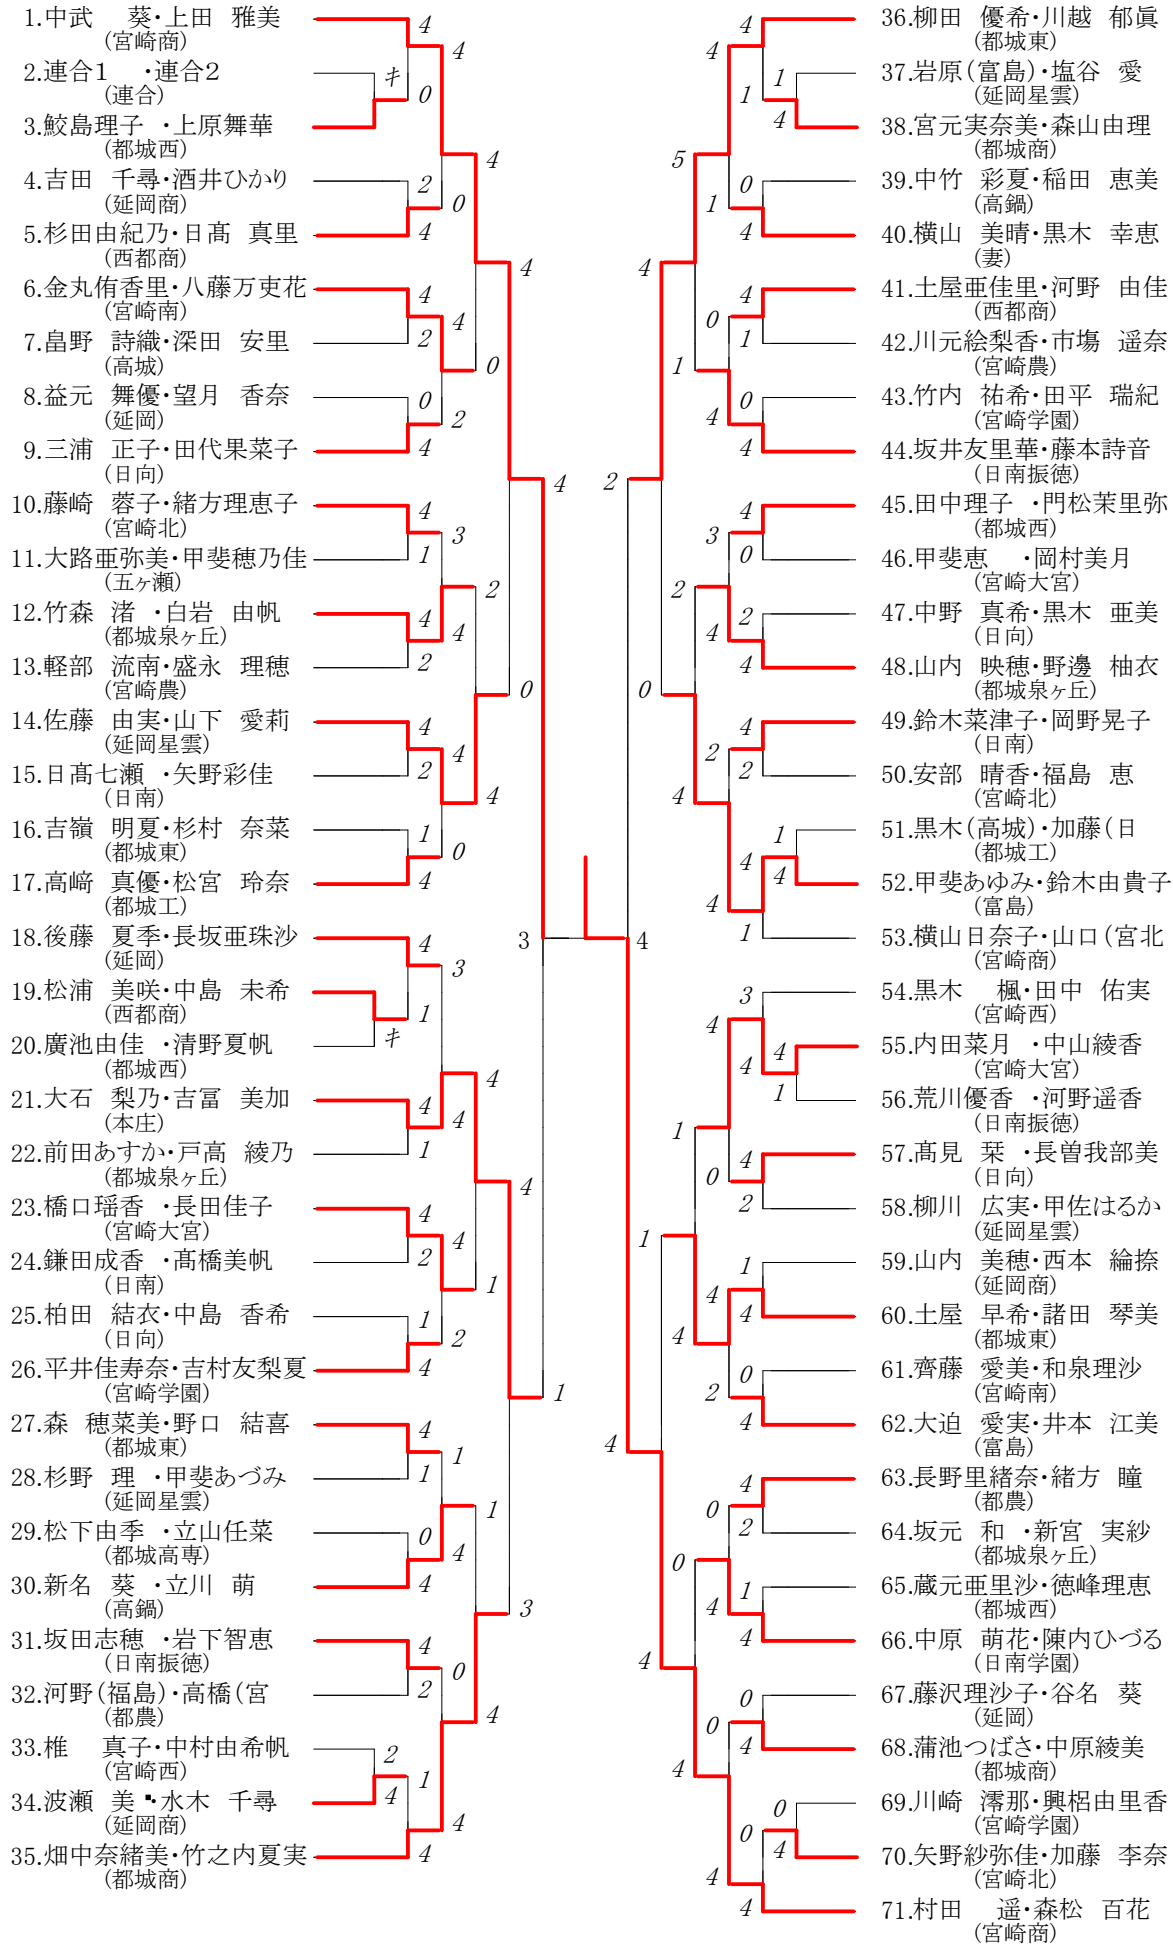 1.中武　葵・上田 雅美
(宮崎商)
2.連合1　・連合2
(連合)
3.鮫島理子 ・上原舞華
(都城西)
4.吉田 千尋・酒井ひかり
(延岡商)
5.杉田由紀乃・日髙 真里
(西都商)
6.金丸侑香里・八藤万吏花
(宮崎南)
7.畠野 詩織・深田 安里
(高城)
8.益元 舞優・望月 香奈
(延岡)
9.三浦 正子・田代果菜子
(日向)
10.藤崎 蓉子・緒方理恵子
(宮崎北)
11.大路亜弥美・甲斐穂乃佳
(五ヶ瀬)
12.竹森 渚 ・白岩 由帆
(都城泉ヶ丘)
13.軽部 流南・盛永 理穂
(宮崎農)
14.佐藤 由実・山下 愛莉
(延岡星雲)
15.日髙七瀬 ・矢野彩佳
(日南)
16.吉嶺 明夏・杉村 奈菜
(都城東)
17.高﨑 真優・松宮 玲奈
(都城工)
18.後藤 夏季・長坂亜珠沙
(延岡)
19.松浦 美咲・中島 未希
(西都商)
20.廣池由佳 ・清野夏帆
(都城西)
21.大石 梨乃・吉冨 美加
(本庄)
22.前田あすか・戸高 綾乃
(都城泉ヶ丘)
23.橋口瑶香 ・長田佳子
(宮崎大宮)
24.鎌田成香 ・髙橋美帆
(日南)
25.柏田 結衣・中島 香希
(日向)
26.平井佳寿奈・吉村友梨夏
(宮崎学園)
27.森 穂菜美・野口 結喜
(都城東)
28.杉野 理 ・甲斐あづみ
(延岡星雲)
29.松下由季 ・立山任菜
(都城高専)
30.新名 葵 ・立川 萌
(高鍋)
31.坂田志穂 ・岩下智恵
(日南振徳)
32.河野(福島)・高橋(宮
(都農)
33.椎　真子・中村由希帆
(宮崎西)
34.波瀬 美・水木 千尋
(延岡商)
35.畑中奈緒美・竹之内夏実
(都城商)
36.柳田 優希・川越 郁眞
(都城東)
37.岩原(富島)・塩谷 愛
(延岡星雲)
38.宮元実奈美・森山由理
(都城商)
39.中竹 彩夏・稲田 恵美
(高鍋)
40.横山 美晴・黒木 幸恵
(妻)
41.土屋亜佳里・河野 由佳
(西都商)
42.川元絵梨香・市場 遥奈
(宮崎農)
43.竹内 祐希・田平 瑞紀
(宮崎学園)
44.坂井友里華・藤本詩音
(日南振徳)
45.田中理子 ・門松茉里弥
(都城西)
46.甲斐恵　・岡村美月
(宮崎大宮)
47.中野 真希・黒木 亜美
(日向)
48.山内 映穂・野邊 柚衣
(都城泉ヶ丘)
49.鈴木菜津子・岡野晃子
(日南)
50.安部 晴香・福島 恵
(宮崎北)
51.黒木(高城)・加藤(日
(都城工)
52.甲斐あゆみ・鈴木由貴子
(富島)
53.横山日奈子・山口(宮北
(宮崎商)
54.黒木　楓・田中 佑実
(宮崎西)
55.内田菜月 ・中山綾香
(宮崎大宮)
56.荒川優香 ・河野遥香
(日南振徳)
57.髙見 栞 ・長曽我部美
(日向)
58.柳川 広実・甲佐はるか
(延岡星雲)
59.山内 美穂・西本 綸捺
(延岡商)
60.土屋 早希・諸田 琴美
(都城東)
61.齊藤 愛美・和泉理沙
(宮崎南)
62.大迫 愛実・井本 江美
(富島)
63.長野里緒奈・緒方 瞳
(都農)
64.坂元 和 ・新宮 実紗
(都城泉ヶ丘)
65.蔵元亜里沙・徳峰理恵
(都城西)
66.中原 萌花・陳内ひづる
(日南学園)
67.藤沢理沙子・谷名 葵
(延岡)
68.蒲池つばさ・中原綾美
(都城商)
69.川崎 澪那・興梠由里香
(宮崎学園)
70.矢野紗弥佳・加藤 李奈
(宮崎北)
71.村田　遥・森松 百花
(宮崎商)